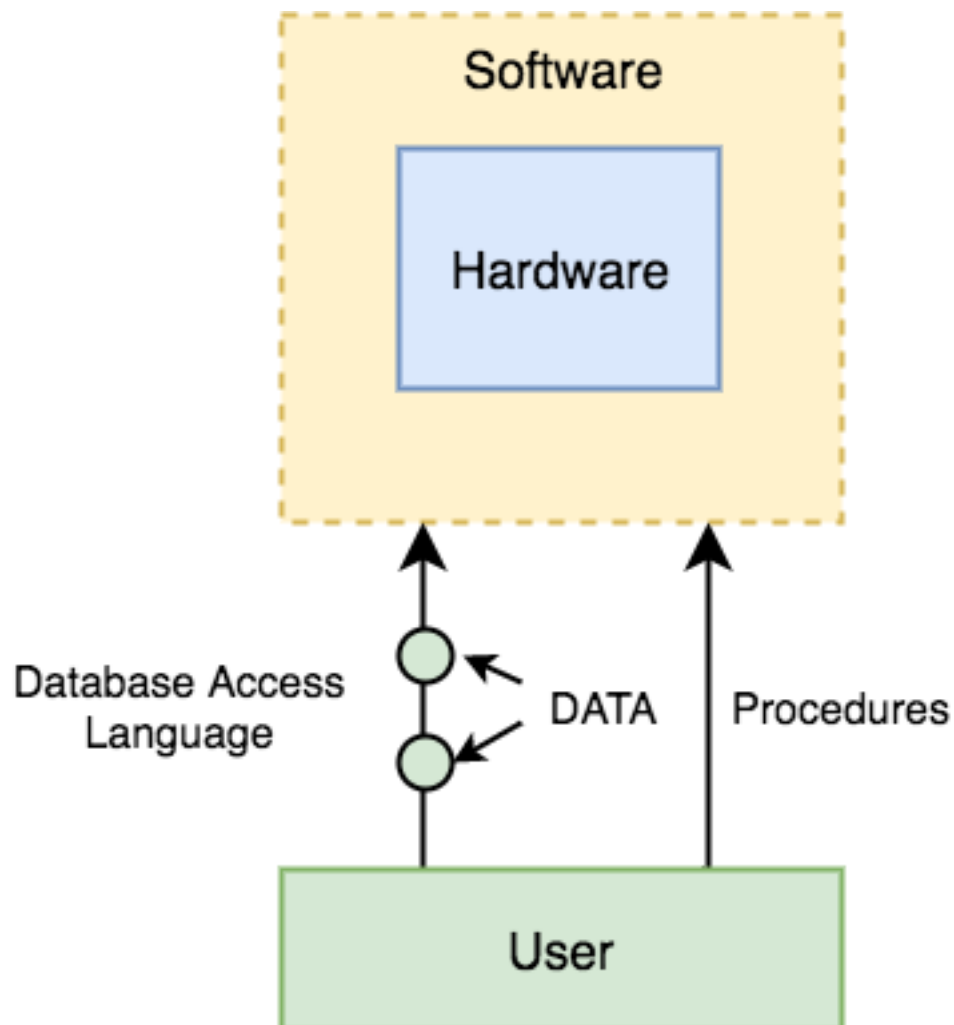 Software
Hardware
Database Access
Language
DATA
Procedures
User